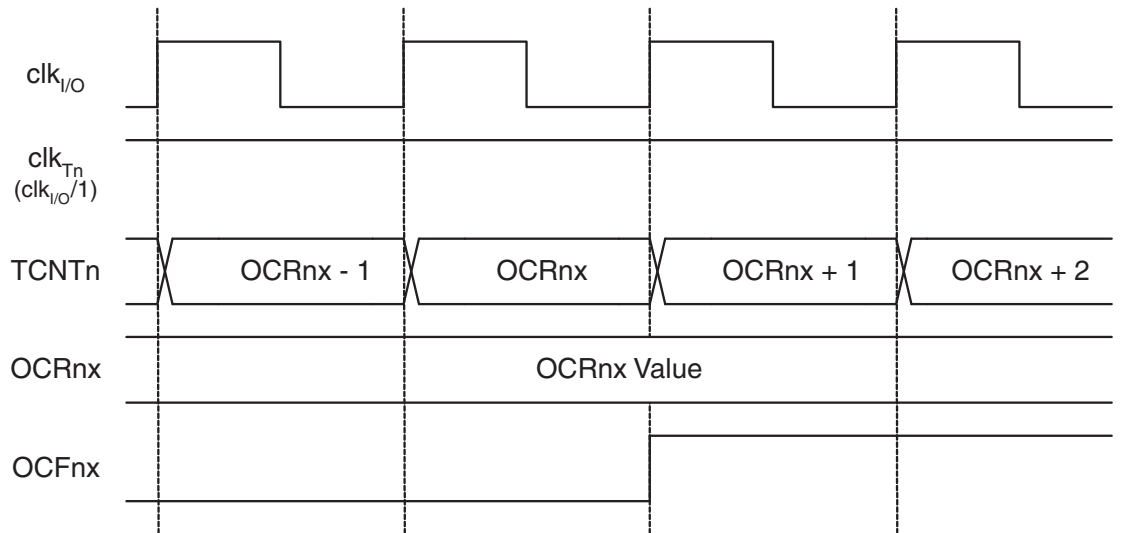 clkI/O
clkTn
(clkI/O/1)
TCNTn OCRnx - 1 OCRnx OCRnx + 1 OCRnx + 2
OCRnx OCRnx Value
OCFnx